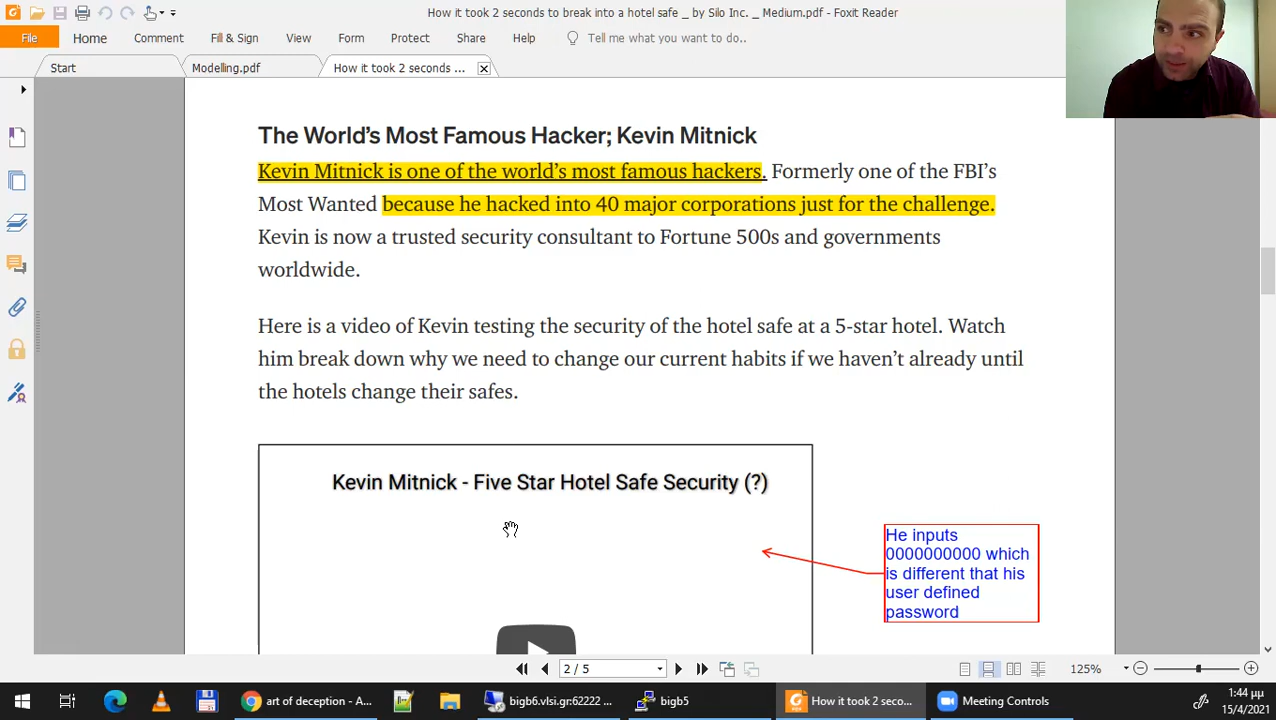 How it took 2 seconds to break into a hotel safe _ by Silo Inc. _ Medium.pdf - Foxit Reader
File Home Comment Fill & Sign View Form Protect Share Help Tell me what you want to do..
Start Modelling.pdf How it took 2 seconds ...
The World's Most Famous Hacker; Kevin Mitnick
Kevin Mitnick is one of the world's most famous hackers. Formerly one of the FBI's
Most Wanted because he hacked into 40 major corporations just for the challenge.
Kevin is now a trusted security consultant to Fortune 500s and governments
worldwide.
Here is a video of Kevin testing the security of the hotel safe at a 5-star hotel. Watch
him break down why we need to change our current habits if we haven't already until
the hotels change their safes.
Kevin Mitnick - Five Star Hotel Safe Security (?)
He inputs
0000000000 which
is different that his
user defined
password
2 / 5 125%
art of deception - A... bigb6.vlsi.gr:62222 ... bigb5 How it took 2 seco... Meeting Controls 1:44 μμ
15/4/2021